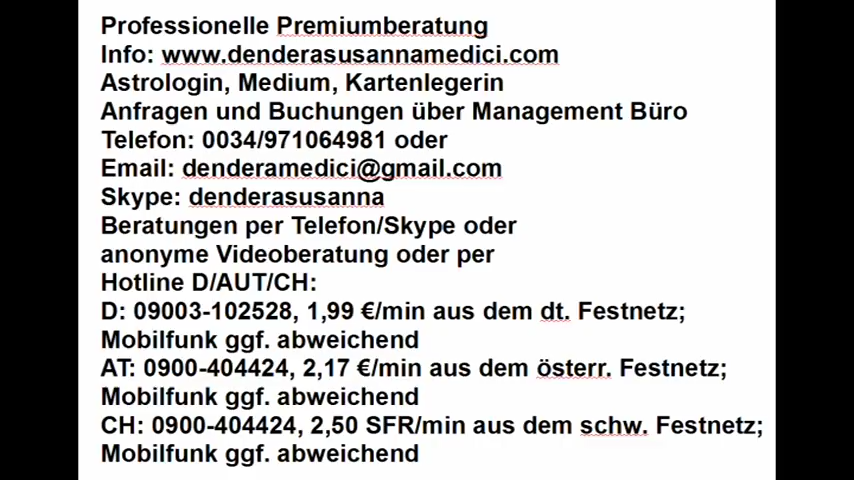 Professionelle Premiumberatung
Info: www.denderasusannamedici.com
Astrologin, Medium, Kartenlegerin
Anfragen und Buchungen über Management Büro
Telefon: 0034/971064981 oder
Email: denderamedici@gmail.com
Skype: denderasusanna
Beratungen per Telefon/Skype oder
anonyme Videoberatung oder per
Hotline D/AUT/CH:
D: 09003-102528, 1,99 €/min aus dem dt. Festnetz;
Mobilfunk ggf. abweichend
AT: 0900-404424, 2,17 €/min aus dem österr. Festnetz;
Mobilfunk ggf. abweichend
CH: 0900-404424, 2,50 SFR/min aus dem schw. Festnetz;
Mobilfunk ggf. abweichend